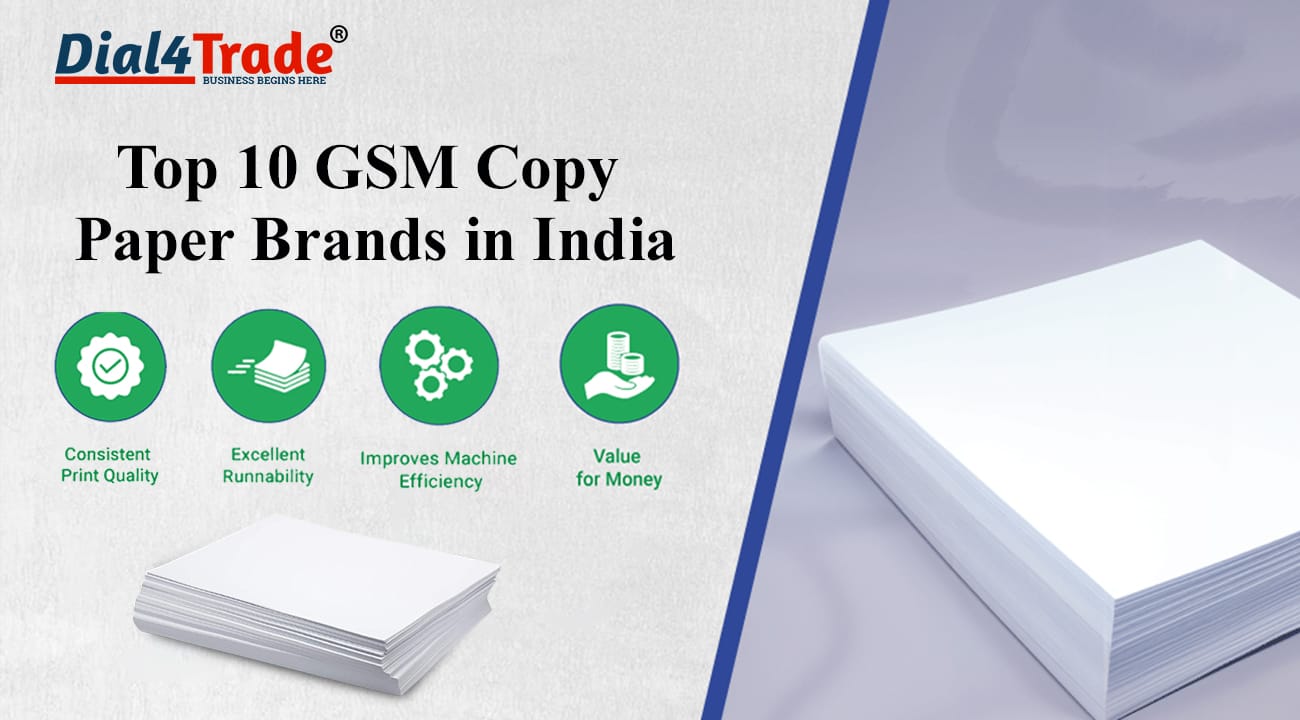 Dial4Trade®
BUSINESS BEGINS HERE
Top 10 GSM Copy
Paper Brands in India
Consistent
Print Quality
Excellent
Runnability
Improves Machine
Efficiency
Value
for Money